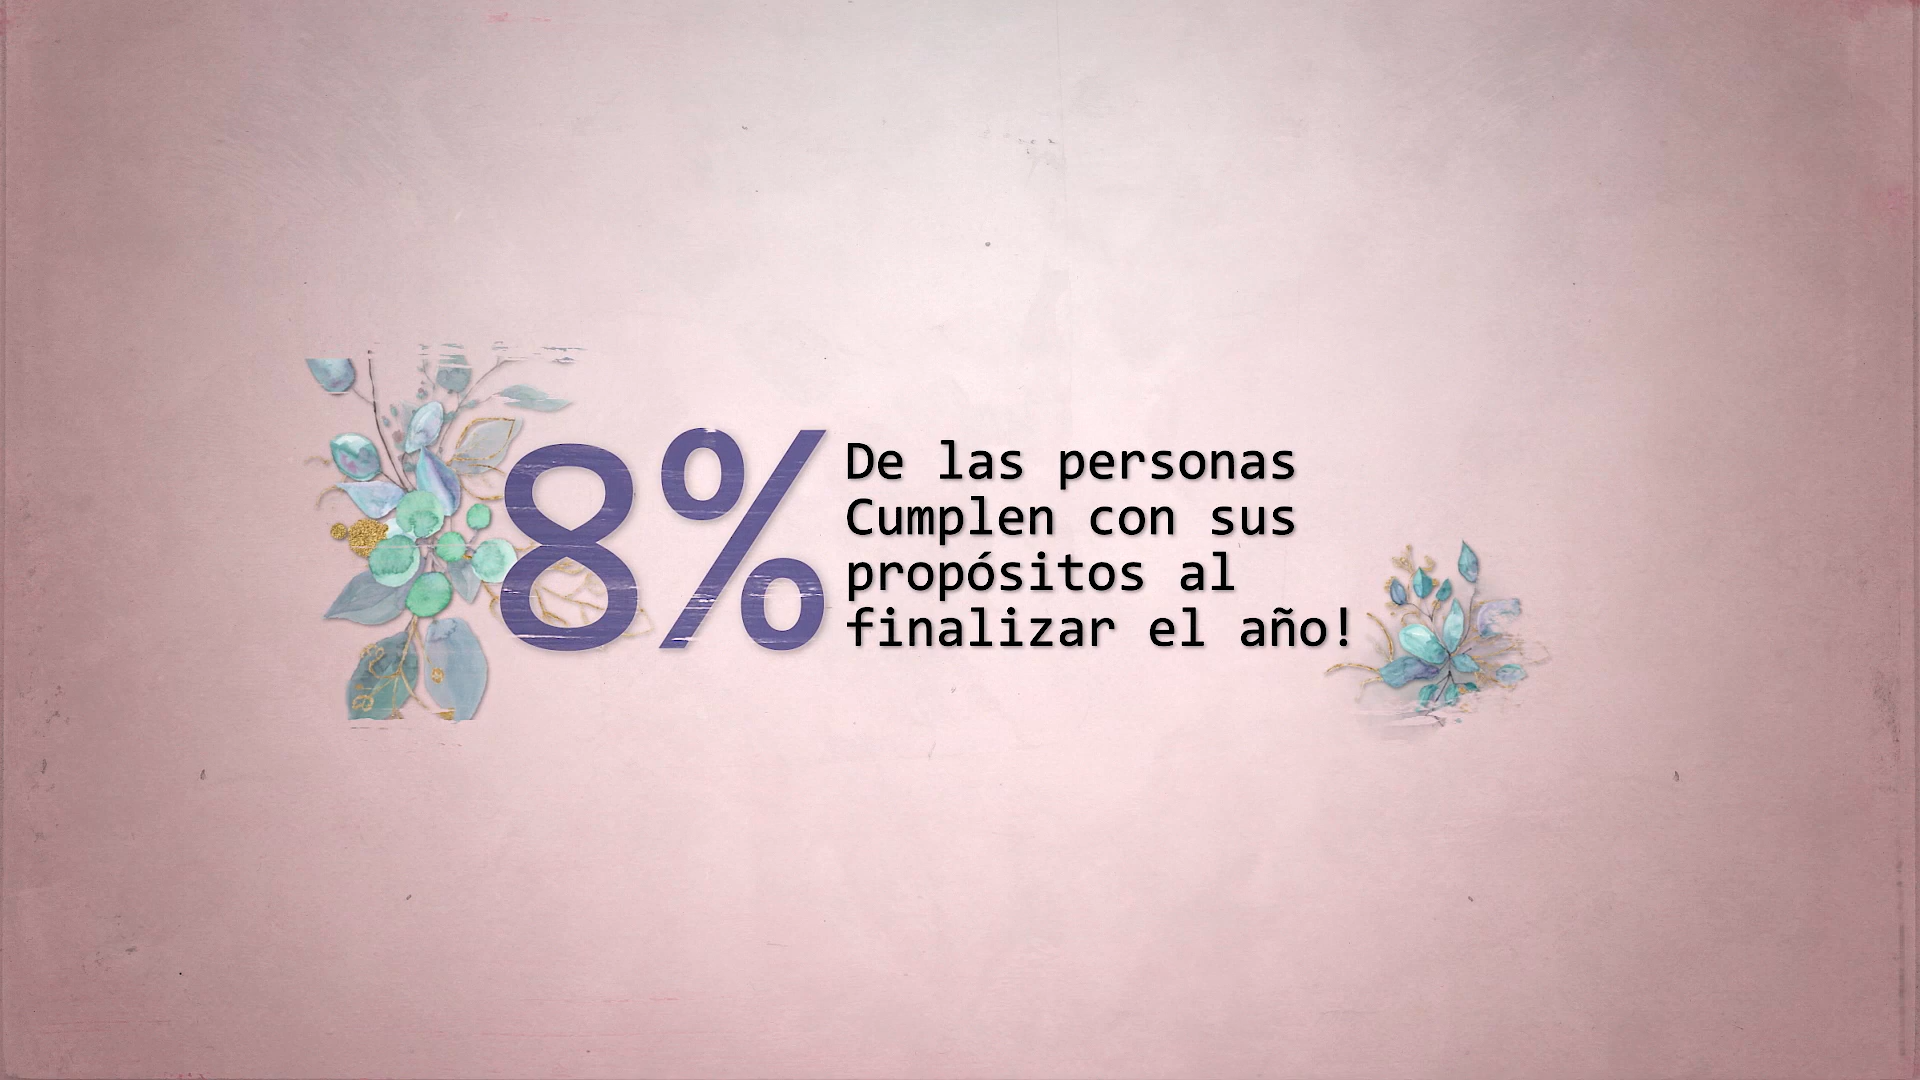 8%
De las personas
Cumplen con sus
propósitos al
finalizar el año!